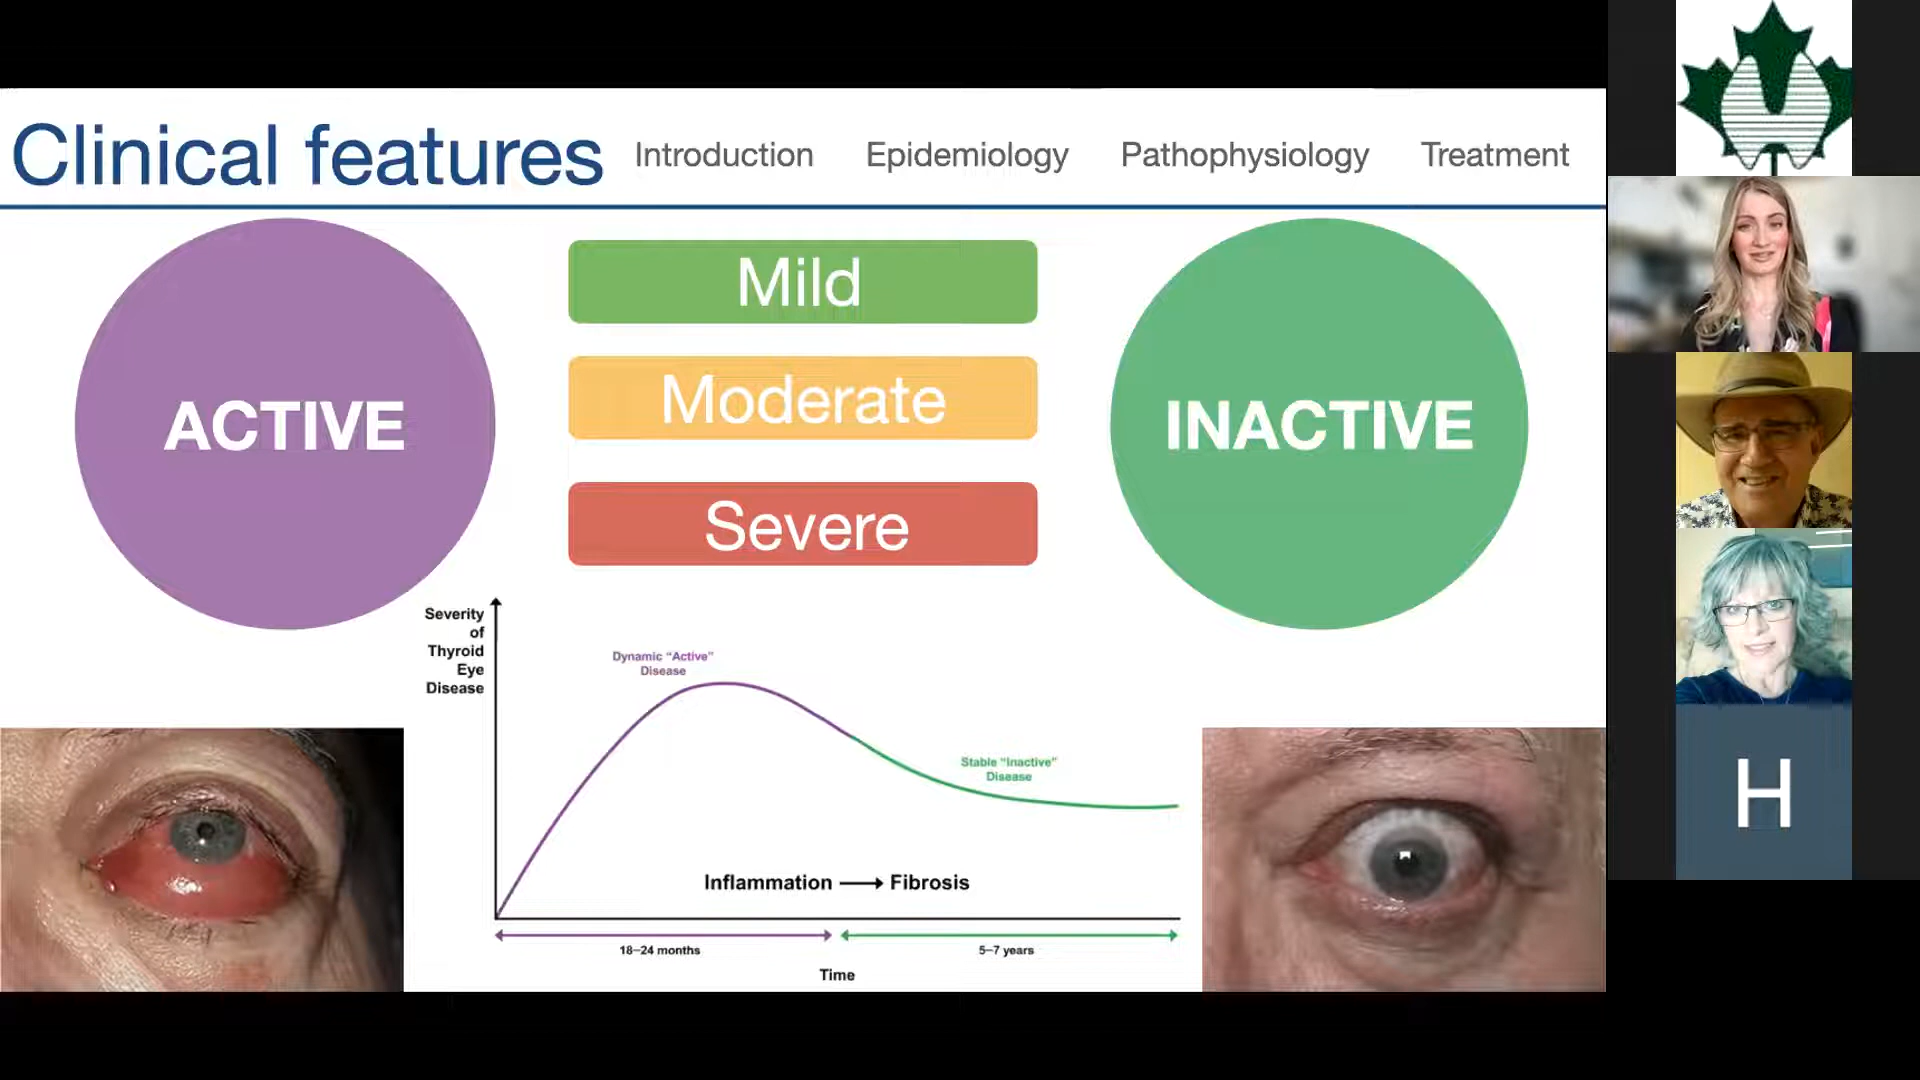 Clinical features
Introduction
Epidemiology
Pathophysiology
Treatment
ACTIVE
Mild
Moderate
Severe
INACTIVE
Severity
of
Thyroid
Eye
Disease
Dynamic “Active”
Disease
Stable “Inactive”
Disease
Inflammation → Fibrosis
18–24 months
5–7 years
Time
H